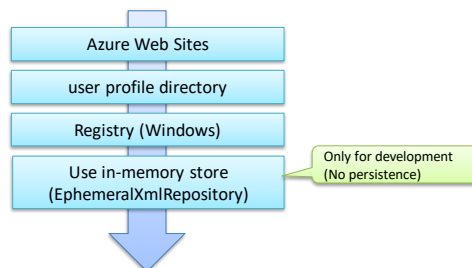 Azure Web Sites
user profile directory
Registry (Windows)
Use in-memory store
(EphemeralXmlRepository)
Only for development
(No persistence)